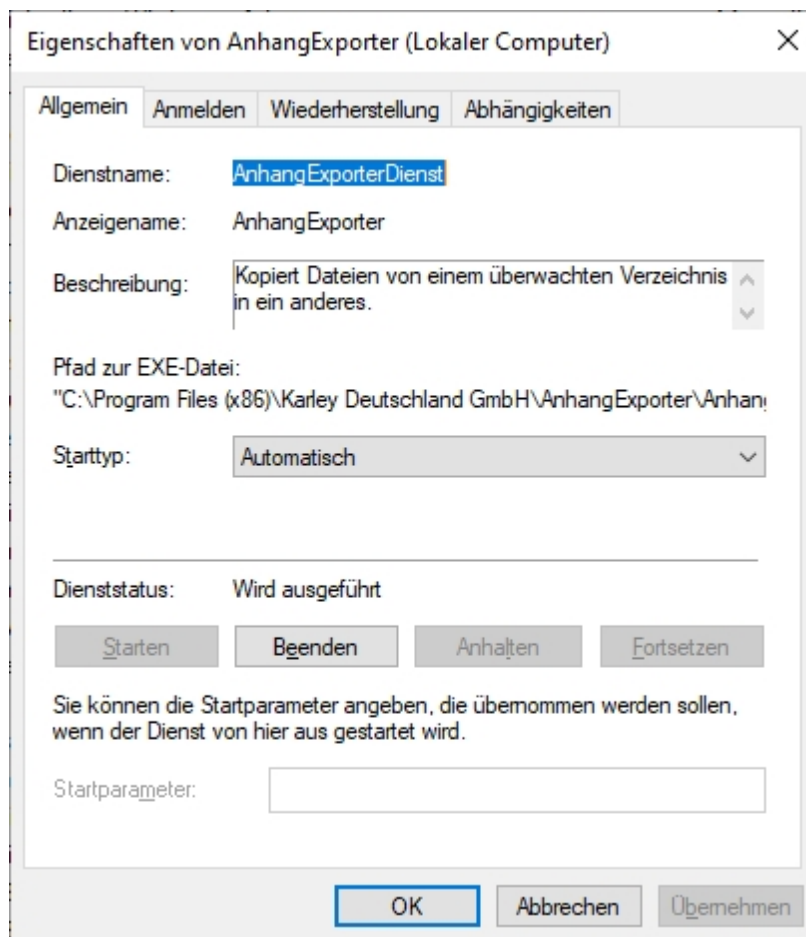 Eigenschaften von AnhangExporter (Lokaler Computer)
Allgemein Anmelden Wiederherstellung Abhängigkeiten
Dienstname: AnhangExporterDienst
Anzeigename: AnhangExporter
Beschreibung: Kopiert Dateien von einem überwachten Verzeichnis
in ein anderes.
Pfad zur EXE-Datei:
"C:\Program Files (x86)\Karley Deutschland GmbH\AnhangExporter\Anhang
Starttyp: Automatisch
Dienststatus: Wird ausgeführt
Starten Beenden Anhalten Fortsetzen
Sie können die Startparameter angeben, die übernommen werden sollen,
wenn der Dienst von hier aus gestartet wird.
Startparameter:
OK Abbrechen Übernehmen